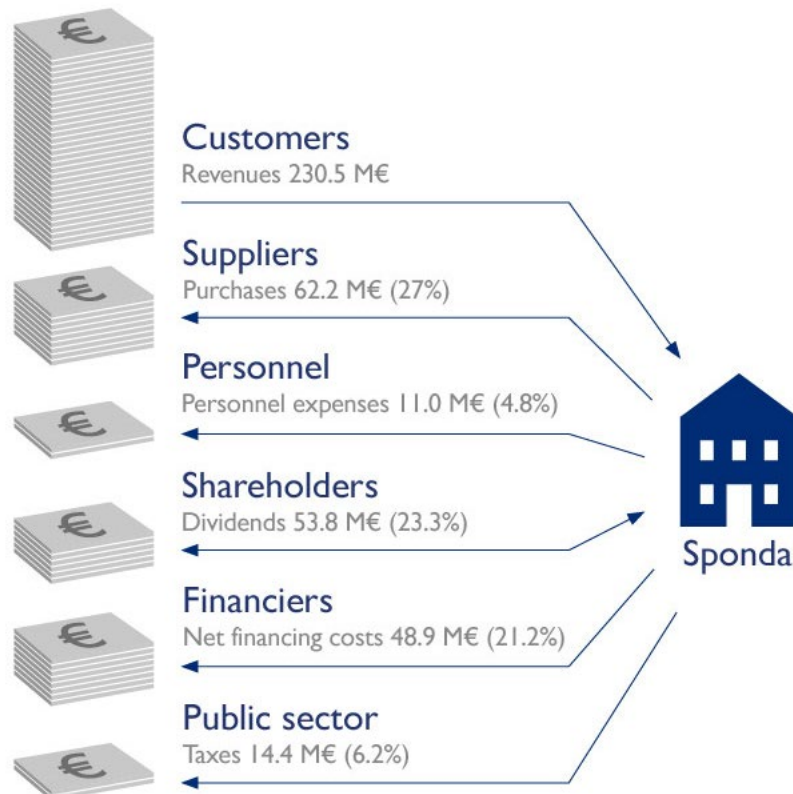 €
Customers
Revenues 230.5 M€
€
Suppliers
Purchases 62.2 M€ (27%)
€
Personnel
Personnel expenses 11.0 M€ (4.8%)
€
Shareholders
Dividends 53.8 M€ (23.3%)
Sponda
€
Financiers
Net financing costs 48.9 M€ (21.2%)
€
Public sector
Taxes 14.4 M€ (6.2%)